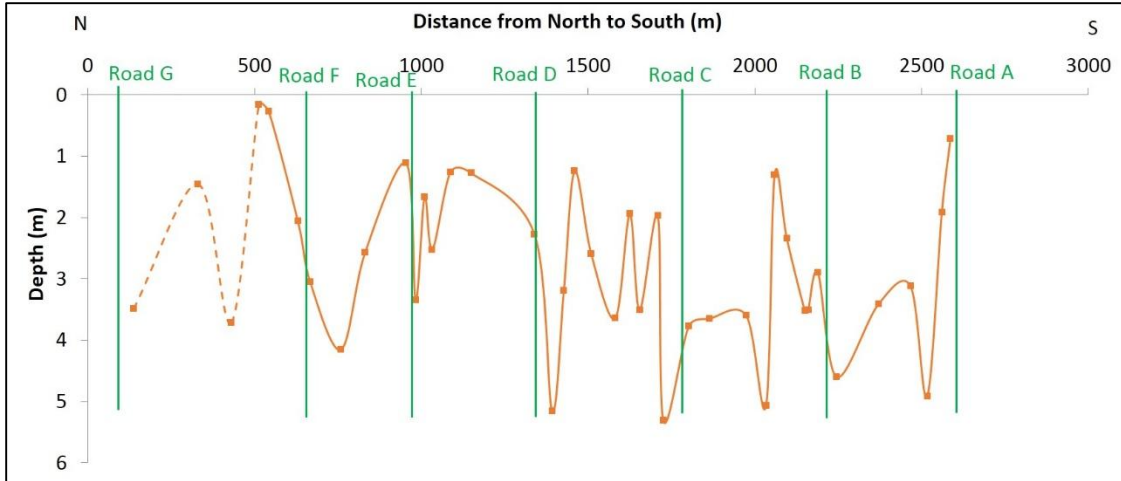 Distance from North to South (m)
N
S
Road G
Road F
Road E
Road D
Road C
Road B
Road A
0
500
1000
1500
2000
2500
3000
Depth (m)
0
1
2
3
4
5
6